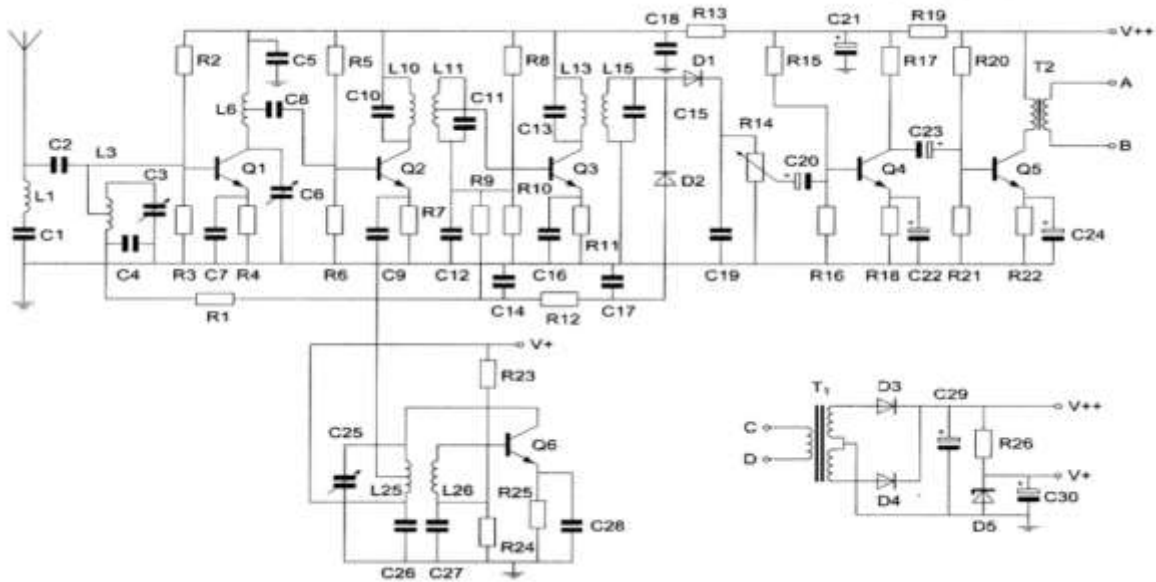 C18 R13 C21 R19
V++
R2 C5 R5 L10 L11 R8 L13 L15 D1 R15 R17 R20 T2
A
L6 C8 C10 C11 C13 C15 R14 C23
B
C2 L3 C3 Q1 C6 Q2 R9 R10 Q3 D2 C20 Q4 Q5
L1 R7 R11 C24
C1
C4 R3 C7 R4 R6 C9 C12 C16 C19 R16 R18 C22 R21 R22
R1 C14 R12 C17
V+
R23
T1 D3 C29
V++
C25 Q6
C
R26
D
V+
L25 L26 R25 D4 C30
C28
R24 D5
C26 C27